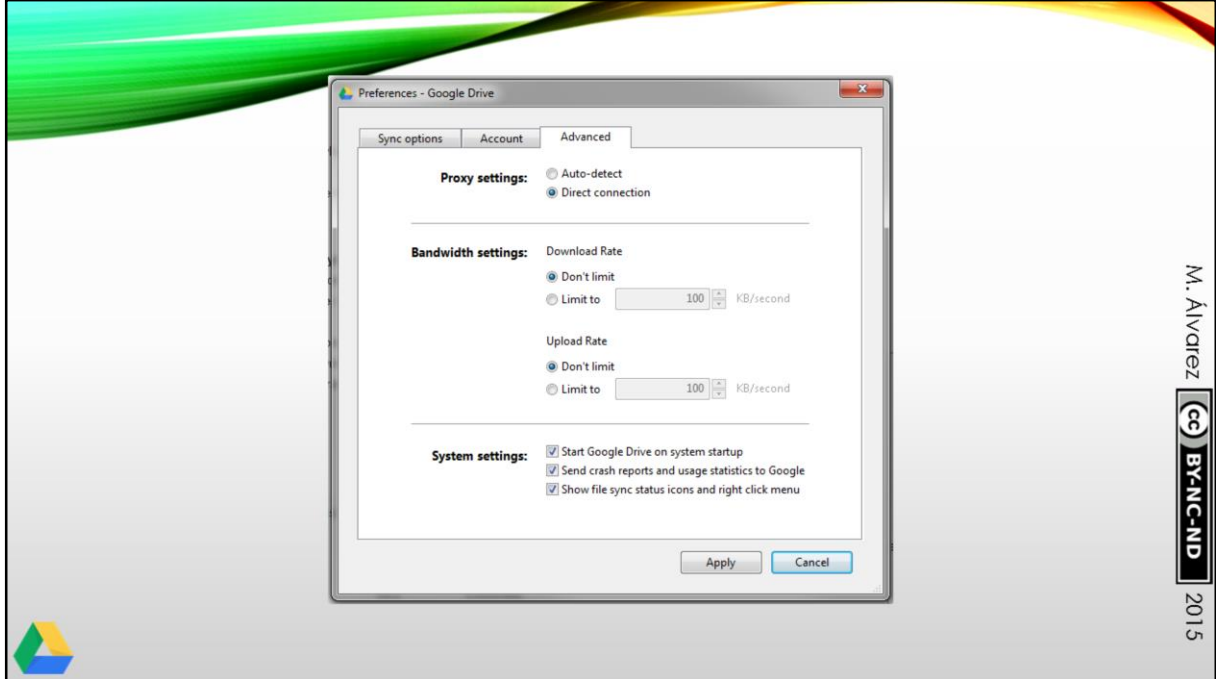 Preferences - Google Drive
Sync options Account Advanced
Proxy settings: Auto-detect
Direct connection
Bandwidth settings: Download Rate
Don't limit
Limit to 100 KB/second
Upload Rate
Don't limit
Limit to 100 KB/second
System settings: Start Google Drive on system startup
Send crash reports and usage statistics to Google
Show file sync status icons and right click menu
Apply Cancel
M. Álvarez cc BY-NC-ND 2015